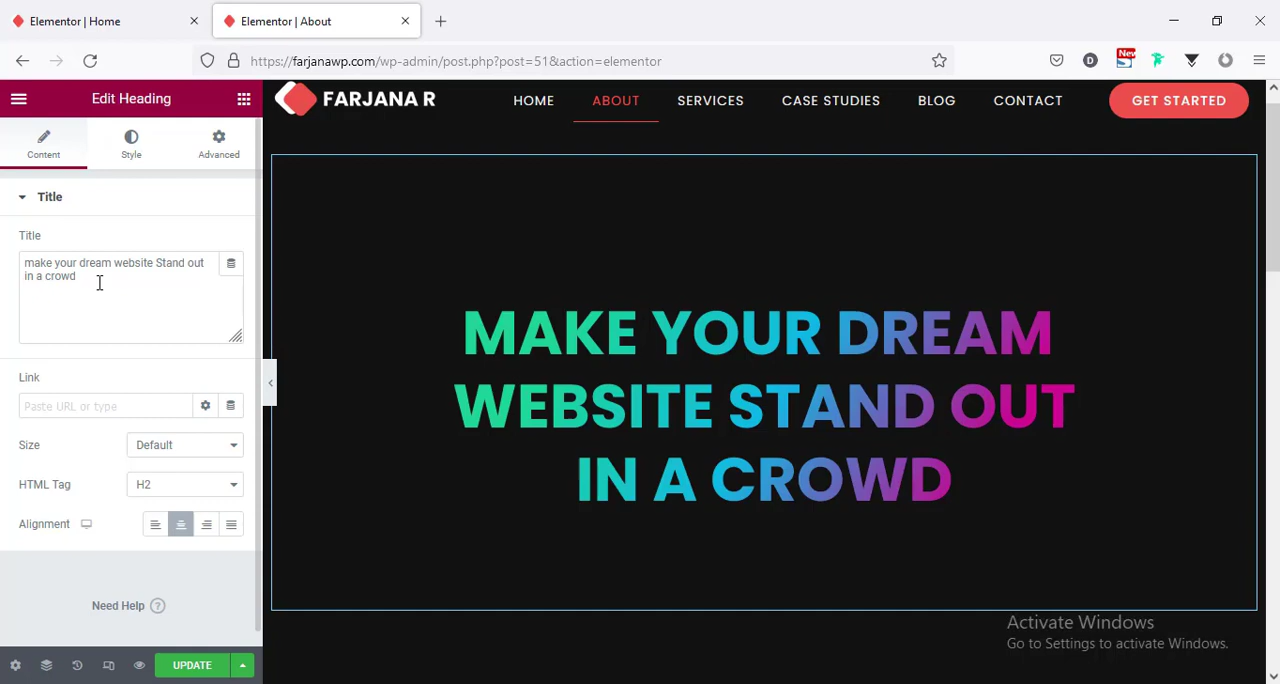 Elementor | Home
Elementor | About
https://farjanawp.com/wp-admin/post.php?post=51&action=elementor
D
New
Edit Heading
FARJANA R
HOME
ABOUT
SERVICES
CASE STUDIES
BLOG
CONTACT
GET STARTED
Content
Style
Advanced
Title
Title
make your dream website Stand out
in a crowd
Link
Paste URL or type
Size
Default
HTML Tag
H2
Alignment
Need Help ?
UPDATE
MAKE YOUR DREAM
WEBSITE STAND OUT
IN A CROWD
Activate Windows
Go to Settings to activate Windows.